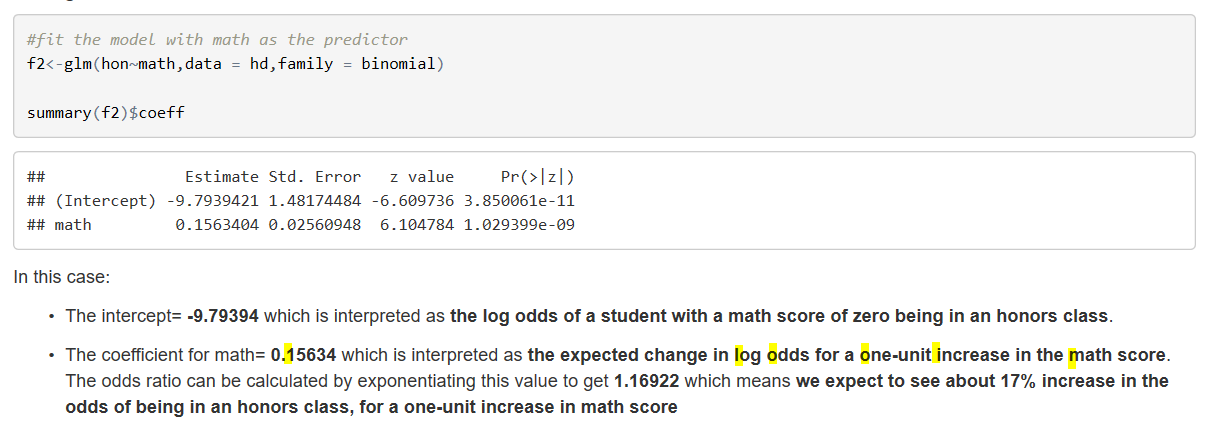 #fit the model with math as the predictor
f2<-glm(hon~math,data = hd,family = binomial)
summary(f2)$coeff
## Estimate Std. Error z value Pr(>|z|)
## (Intercept) -9.7939421 1.48174484 -6.609736 3.850061e-11
## math 0.1563404 0.02560948 6.104784 1.029399e-09
In this case:
• The intercept= -9.79394 which is interpreted as the log odds of a student with a math score of zero being in an honors class.
• The coefficient for math= 0.15634 which is interpreted as the expected change in log odds for a one-unit increase in the math score.
The odds ratio can be calculated by exponentiating this value to get 1.16922 which means we expect to see about 17% increase in the
odds of being in an honors class, for a one-unit increase in math score